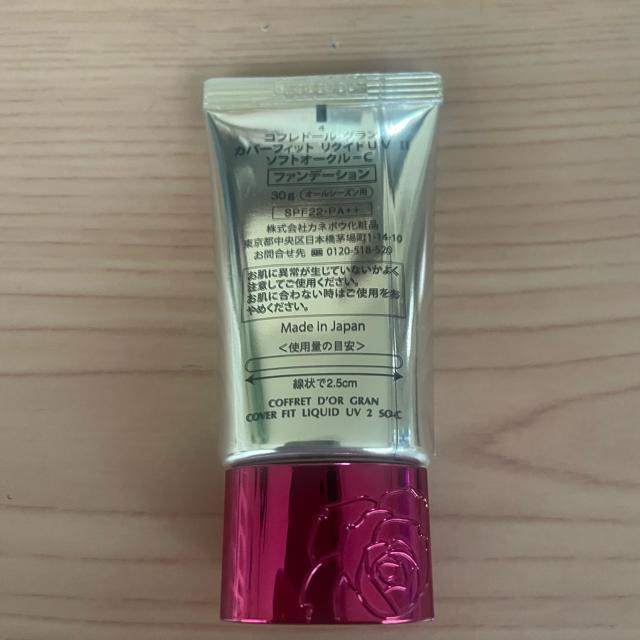 コフレドール グラン
カバーフィット リクイドUV II
ソフトオークル-C
ファンデーション
30g オールシーズン用
SPF22・PA++
株式会社カネボウ化粧品
東京都中央区日本橋茅場町1-14-10
お問合せ先 0120-518-520
お肌に異常が生じていないかよく
注意してご使用ください。
お肌に合わない時はご使用をお
やめください。
Made in Japan
<使用量の目安>
線状で2.5cm
COFFRET D'OR GRAN
COVER FIT LIQUID UV 2 SO-C